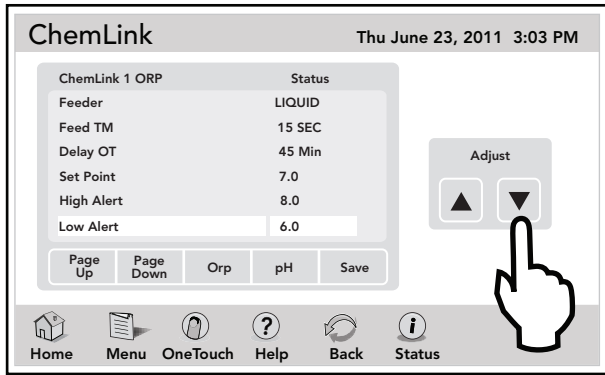 ChemLink Thu June 23, 2011 3:03 PM
ChemLink 1 ORP Status
Feeder LIQUID
Feed TM 15 SEC
Delay OT 45 Min
Set Point 7.0
High Alert 8.0
Low Alert 6.0
Adjust
Page Up Page Down Orp pH Save
? i
Home Menu OneTouch Help Back Status